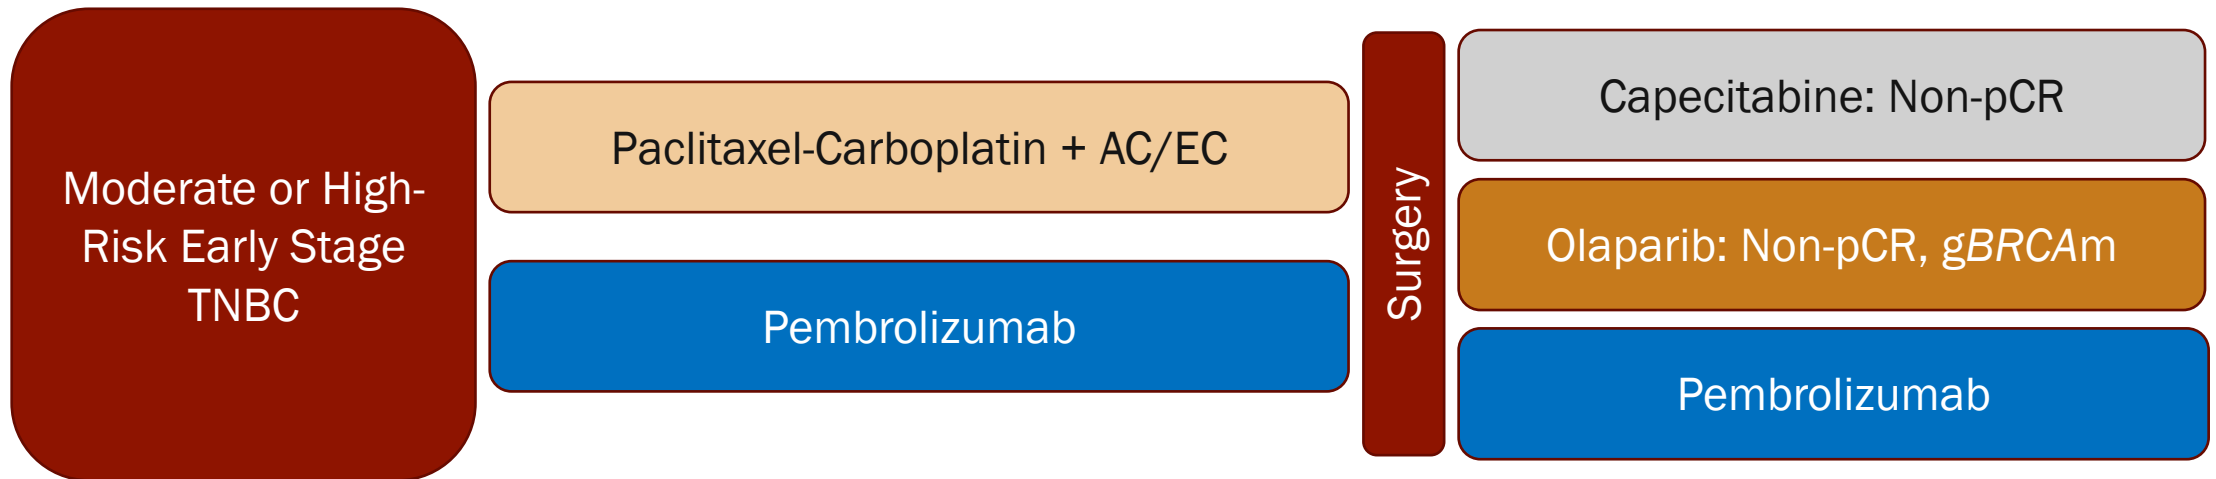 Moderate or High-
Risk Early Stage
TNBC
Paclitaxel-Carboplatin + AC/EC
Pembrolizumab
Surgery
Capecitabine: Non-pCR
Olaparib: Non-pCR, gBRCAm
Pembrolizumab